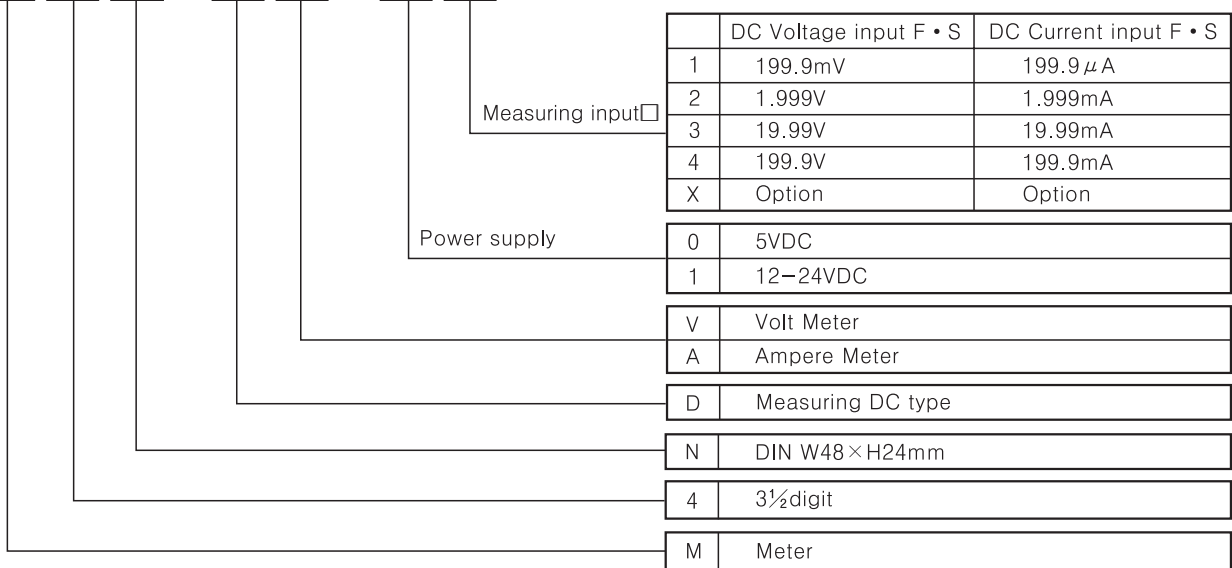 DC Voltage input F • S DC Current input F • S
1 199.9mV 199.9μA
2 1.999V 1.999mA
Measuring input□
3 19.99V 19.99mA
4 199.9V 199.9mA
X Option Option
Power supply
0 5VDC
1 12−24VDC
V Volt Meter
A Ampere Meter
D Measuring DC type
N DIN W48×H24mm
4 3½digit
M Meter